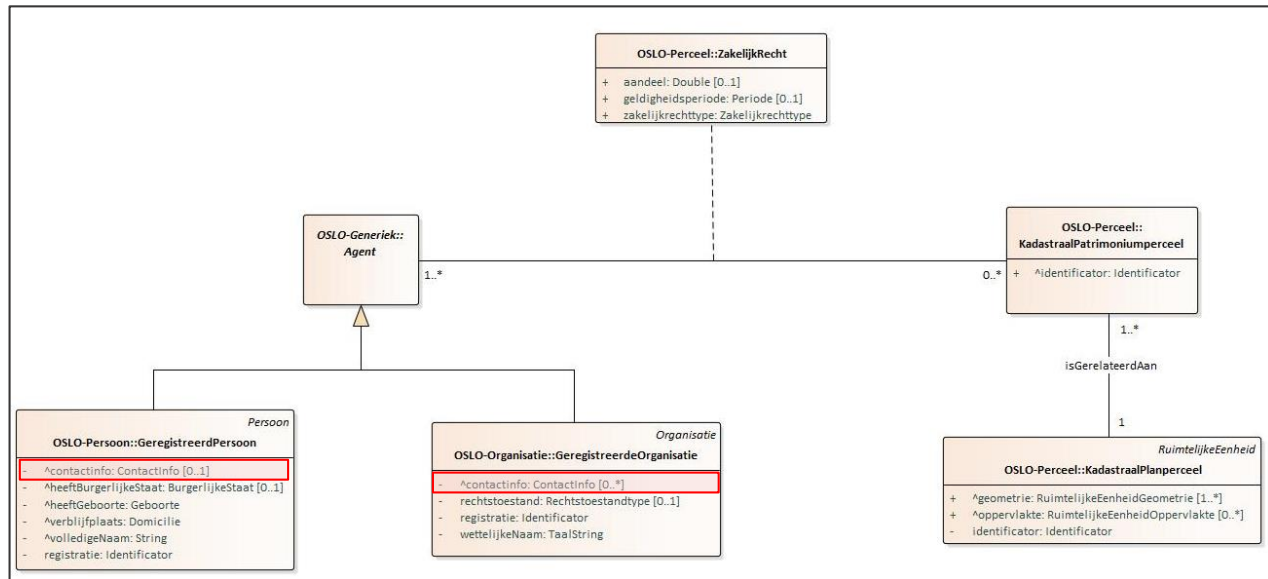 OSLO-Perceel::ZakelijkRecht
+ aandeel: Double [0..1]
+ geldigheidsperiode: Periode [0..1]
+ zakelijkrechttype: Zakelijkrechttype
OSLO-Generiek::
Agent
1..*
0..*
OSLO-Perceel::
KadastraalPatrimoniumperceel
+ ^identificator: Identificator
1..*
isGerelateerdAan
1
Persoon
OSLO-Persoon::GeregistreerdPersoon
- ^contactinfo: ContactInfo [0..1]
- ^heeftBurgerlijkeStaat: BurgerlijkeStaat [0..1]
- ^heeftGeboorte: Geboorte
- ^verblijfplaats: Domicilie
- ^volledigeNaam: String
- registratie: Identificator
Organisatie
OSLO-Organisatie::GeregistreerdeOrganisatie
- ^contactinfo: ContactInfo [0..*]
- rechtstoestand: Rechtstoestandtype [0..1]
- registratie: Identificator
- wettelijkeNaam: TaalString
RuimtelijkeEenheid
OSLO-Perceel::KadastraalPlanperceel
+ ^geometrie: RuimtelijkeEenheidGeometrie [1..*]
+ ^oppervlakte: RuimtelijkeEenheidOppervlakte [0..*]
- identificator: Identificator